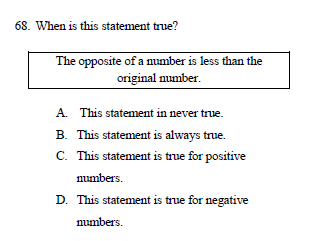 68. When is this statement true?
The opposite of a number is less than the
original number.
A. This statement in never true.
B. This statement is always true.
C. This statement is true for positive
numbers.
D. This statement is true for negative
numbers.